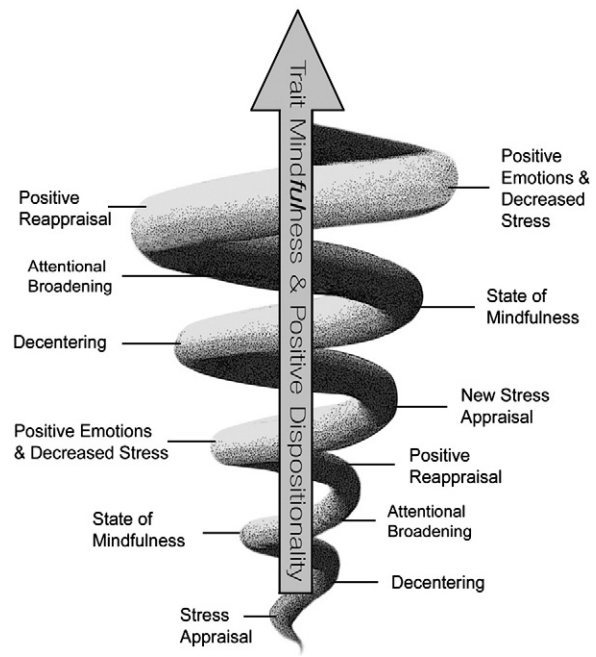 Trait Mindfulness & Positive Dispositionality
Positive
Emotions &
Decreased
Stress
Positive
Reappraisal
Attentional
Broadening
State of
Mindfulness
Decentering
New Stress
Appraisal
Positive Emotions
& Decreased Stress
Positive
Reappraisal
Attentional
Broadening
State of
Mindfulness
Decentering
Stress
Appraisal